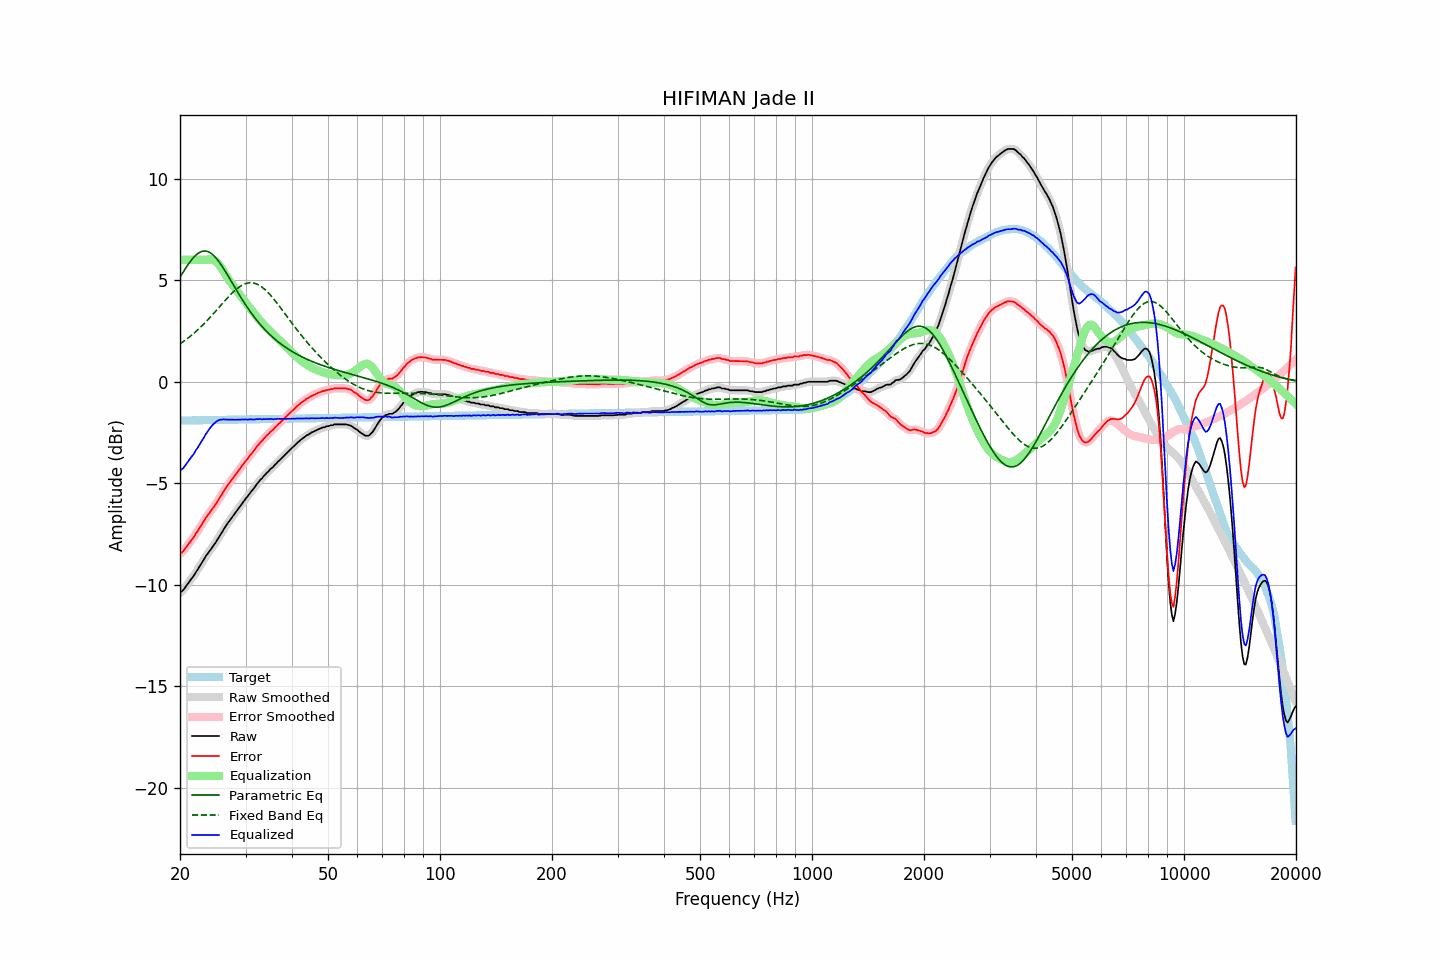 HIFIMAN Jade II
Amplitude (dBr)
10
5
0
−5
−10
−15
−20
Target
Raw Smoothed
Error Smoothed
Raw
Error
Equalization
Parametric Eq
Fixed Band Eq
Equalized
20
50
100
200
500
1000
2000
5000
10000
20000
Frequency (Hz)